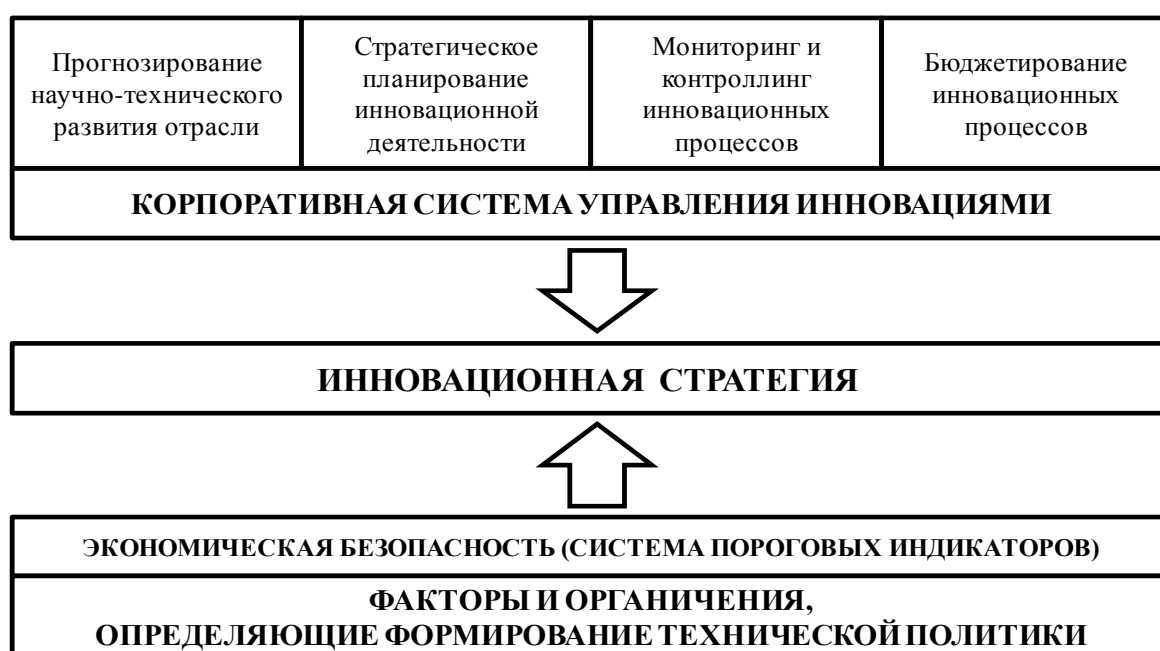 Прогнозирование
научно-технического
развития отрасли
Стратегическое
планирование
инновационной
деятельности
Мониторинг и
контроллинг
инновационных
процессов
Бюджетирование
инновационных
процессов
КОРПОРАТИВНАЯ СИСТЕМА УПРАВЛЕНИЯ ИННОВАЦИЯМИ
ИННОВАЦИОННАЯ СТРАТЕГИЯ
ЭКОНОМИЧЕСКАЯ БЕЗОПАСНОСТЬ (СИСТЕМА ПОРОГОВЫХ ИНДИКАТОРОВ)
ФАКТОРЫ И ОРГАНИЧЕНИЯ,
ОПРЕДЕЛЯЮЩИЕ ФОРМИРОВАНИЕ ТЕХНИЧЕСКОЙ ПОЛИТИКИ